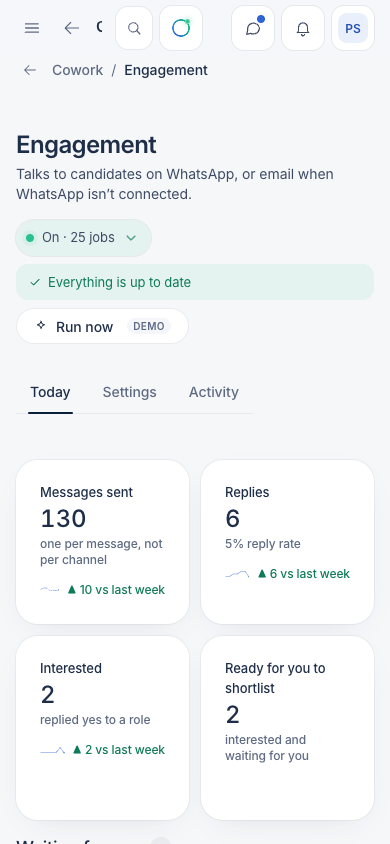 PS
Cowork / Engagement
Engagement
Talks to candidates on WhatsApp, or email when
WhatsApp isn't connected.
On · 25 jobs
Everything is up to date
Run now DEMO
Today Settings Activity
Messages sent
130
one per message, not
per channel
▲ 10 vs last week
Replies
6
5% reply rate
▲ 6 vs last week
Interested
2
replied yes to a role
▲ 2 vs last week
Ready for you to
shortlist
2
interested and
waiting for you